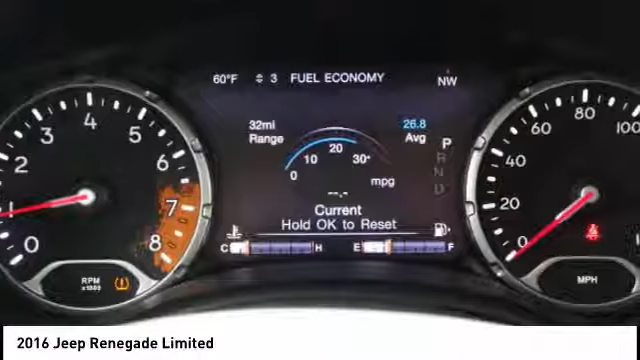 60°F 3 FUEL ECONOMY NW
32mi Range
26.8 Avg
0 10 20 30+
mpg
--.-
Current
Hold OK to Reset
P
R
N
D
C H
E F
0 1 2 3 4 5 6 7 8
RPM
x1000
0 20 40 60 80 100
MPH
2016 Jeep Renegade Limited